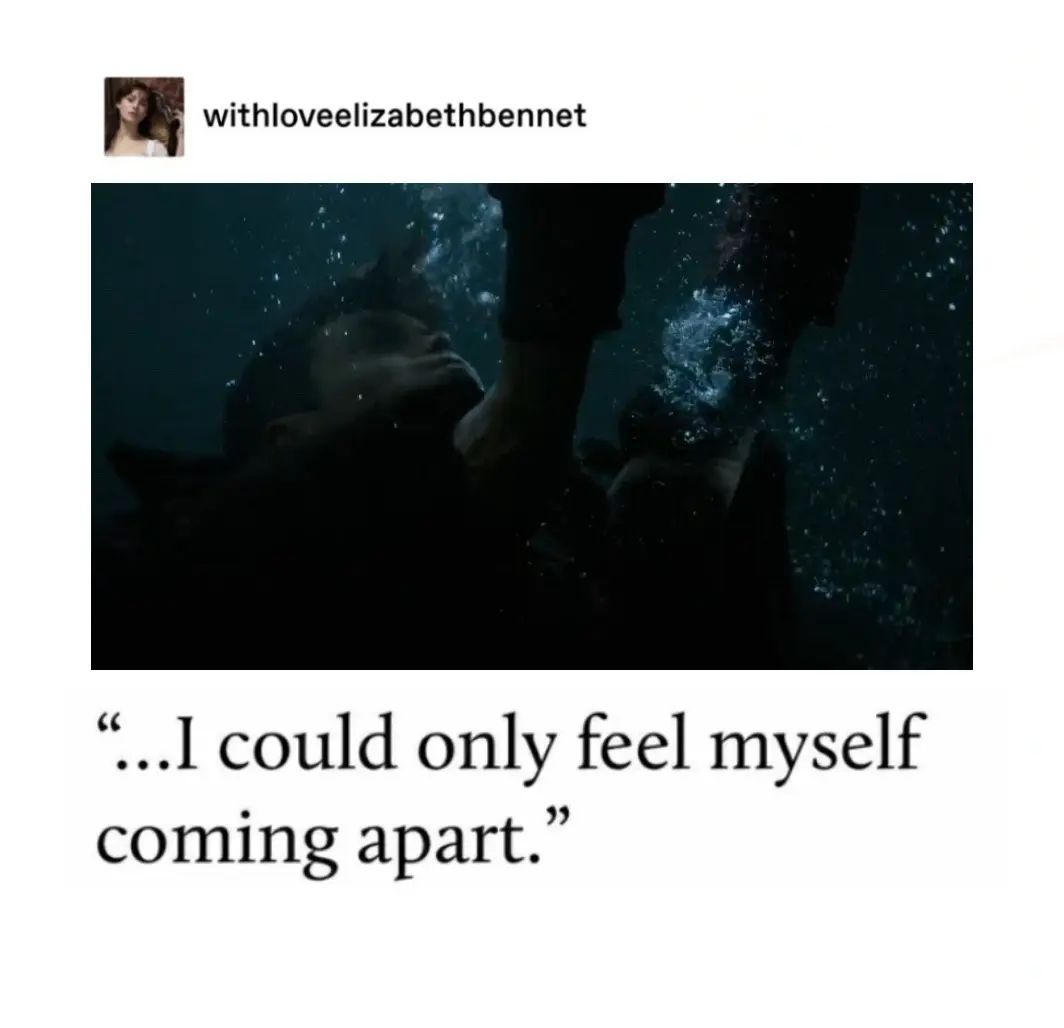 withloveelizabethbennet
“...I could only feel myself
coming apart.”